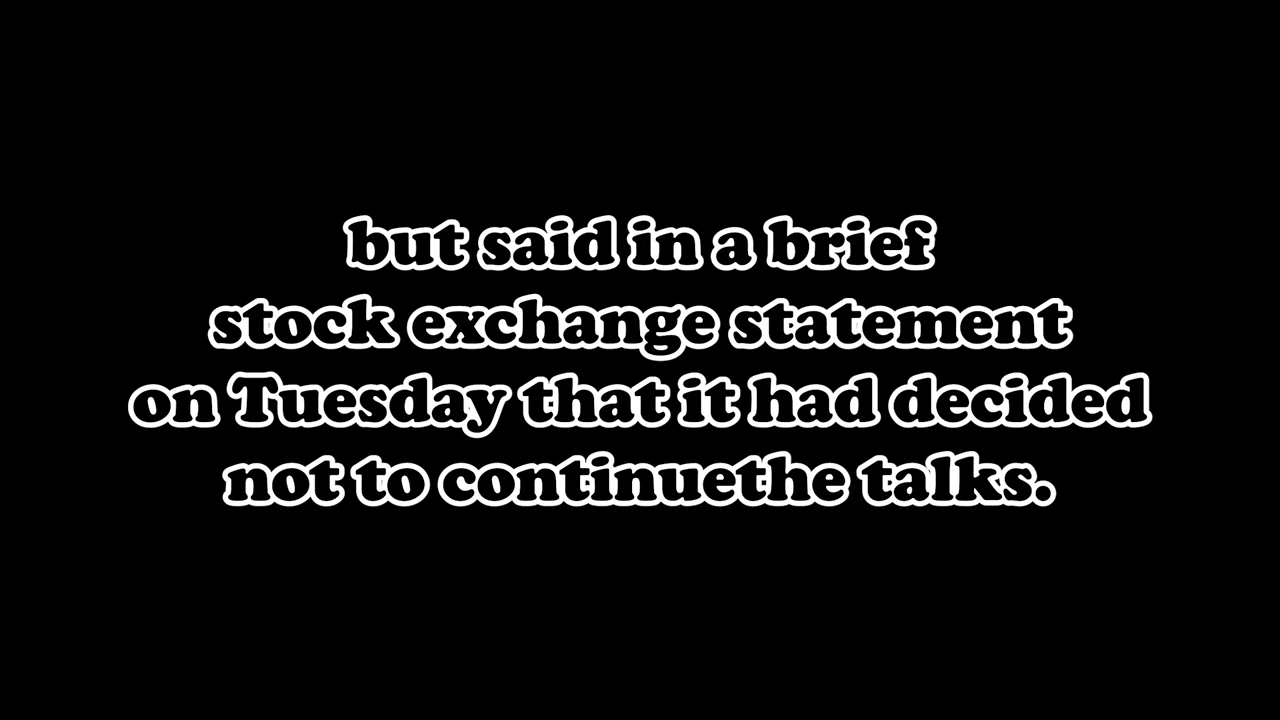 but said in a brief
stock exchange statement
on Tuesday that it had decided
not to continuethe talks.